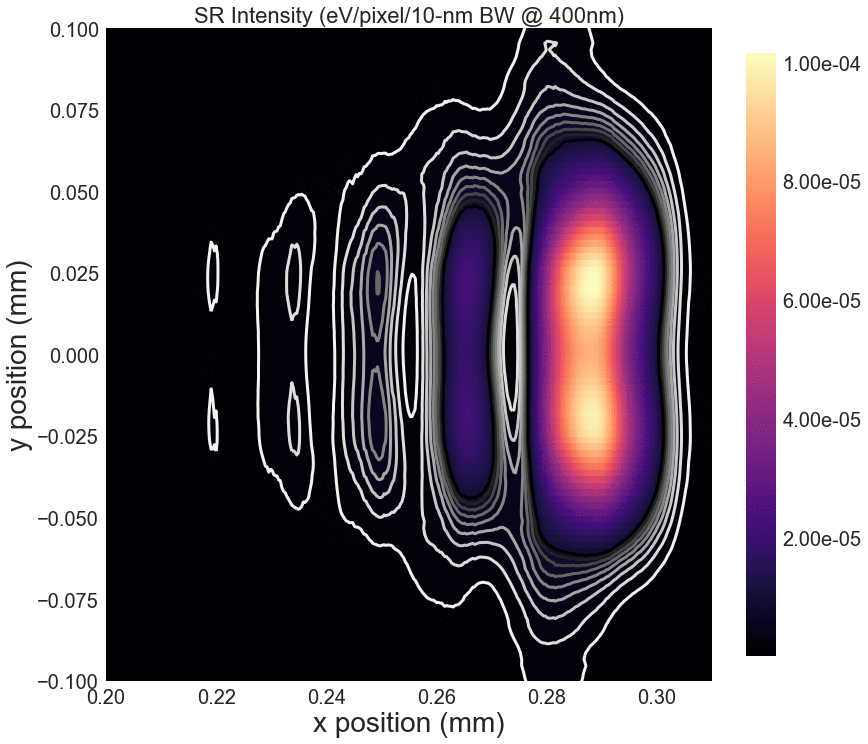 SR Intensity (eV/pixel/10-nm BW @ 400nm)
0.100
0.075
0.050
0.025
0.000
−0.025
−0.050
−0.075
−0.100
y position (mm)
0.20 0.22 0.24 0.26 0.28 0.30
x position (mm)
1.00e-04
8.00e-05
6.00e-05
4.00e-05
2.00e-05